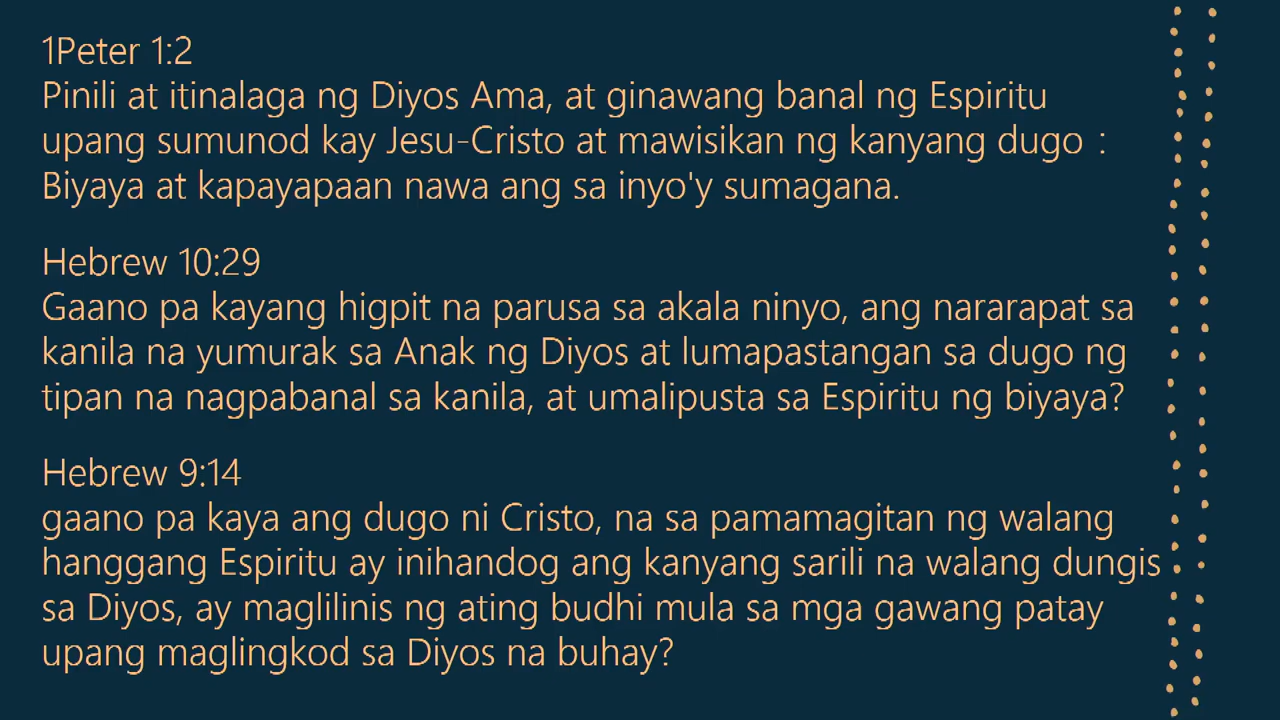 1Peter 1:2
Pinili at itinalaga ng Diyos Ama, at ginawang banal ng Espiritu
upang sumunod kay Jesu-Cristo at mawisikan ng kanyang dugo :
Biyaya at kapayapaan nawa ang sa inyo'y sumagana.
Hebrew 10:29
Gaano pa kayang higpit na parusa sa akala ninyo, ang nararapat sa
kanila na yumurak sa Anak ng Diyos at lumapastangan sa dugo ng
tipan na nagpabanal sa kanila, at umalipusta sa Espiritu ng biyaya?
Hebrew 9:14
gaano pa kaya ang dugo ni Cristo, na sa pamamagitan ng walang
hanggang Espiritu ay inihandog ang kanyang sarili na walang dungis
sa Diyos, ay maglilinis ng ating budhi mula sa mga gawang patay
upang maglingkod sa Diyos na buhay?